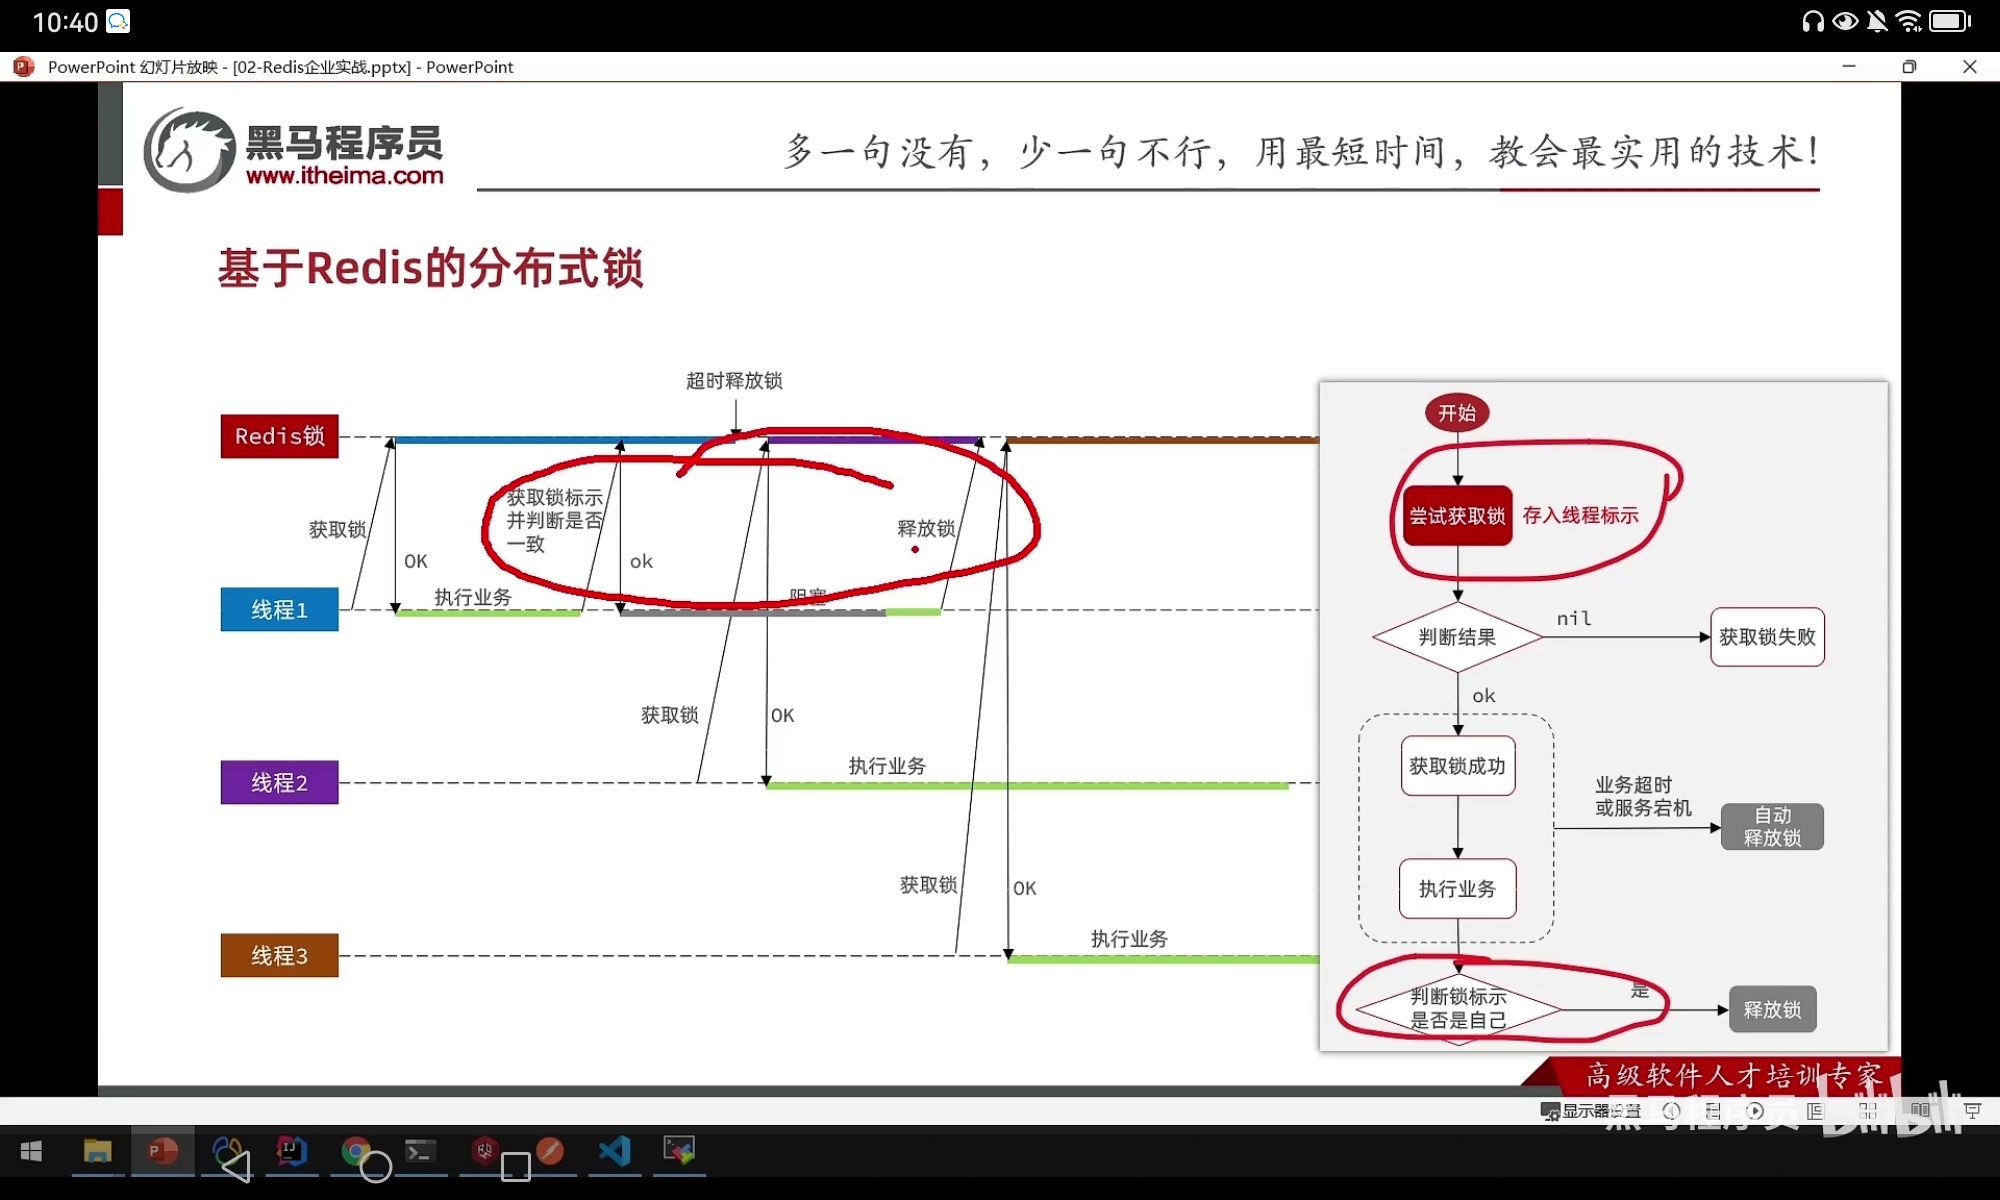 10:40
PowerPoint 幻灯片放映 - [02-Redis企业实战.pptx] - PowerPoint
黑马程序员
www.itheima.com
多一句没有，少一句不行，用最短时间，教会最实用的技术！
基于Redis的分布式锁
超时释放锁
Redis锁
获取锁
OK
获取锁标示
并判断是否
一致
ok
释放锁
线程1
执行业务
阻塞
获取锁
OK
线程2
执行业务
获取锁
OK
线程3
执行业务
开始
尝试获取锁
存入线程标示
判断结果
nil
获取锁失败
ok
获取锁成功
业务超时
或服务宕机
自动
释放锁
执行业务
判断锁标示
是否是自己
是
释放锁
高级软件人才培训专家
显示器设置
黑马程序员
bilibili